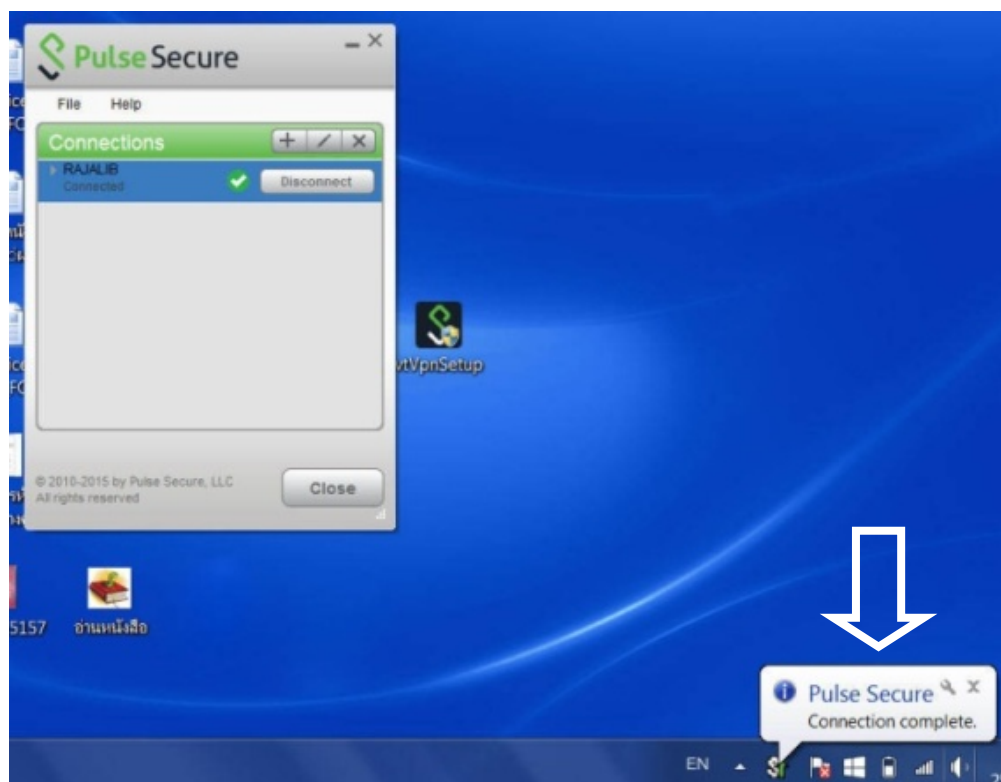 Pulse Secure
File Help
Connections
RAJALIB
Connected
Disconnect
© 2010-2015 by Pulse Secure, LLC
All rights reserved
Close
vtVpnSetup
5157
อ่านหนังสือ
Pulse Secure
Connection complete.
EN